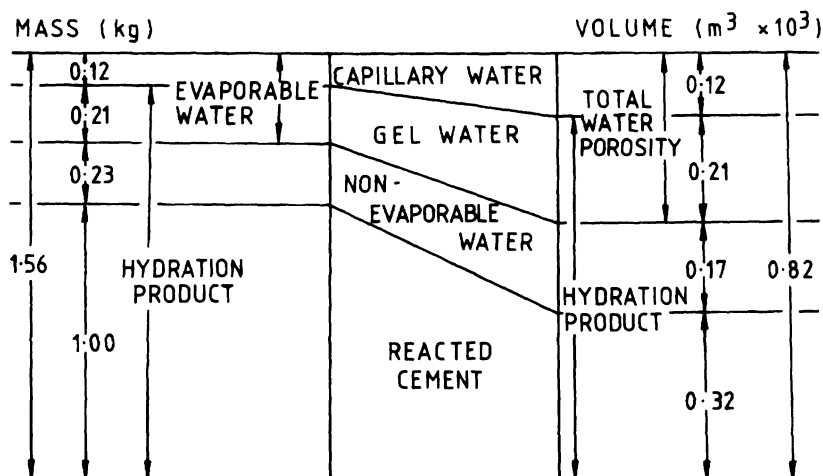 MASS (kg)
VOLUME (m³ ×10³)
0·12
EVAPORABLE
WATER
CAPILLARY WATER
TOTAL
WATER
POROSITY
0·12
0·21
GEL WATER
0·21
0·23
NON-
EVAPORABLE
WATER
1·56
HYDRATION
PRODUCT
HYDRATION
PRODUCT
0·17
0·82
1·00
REACTED
CEMENT
0·32